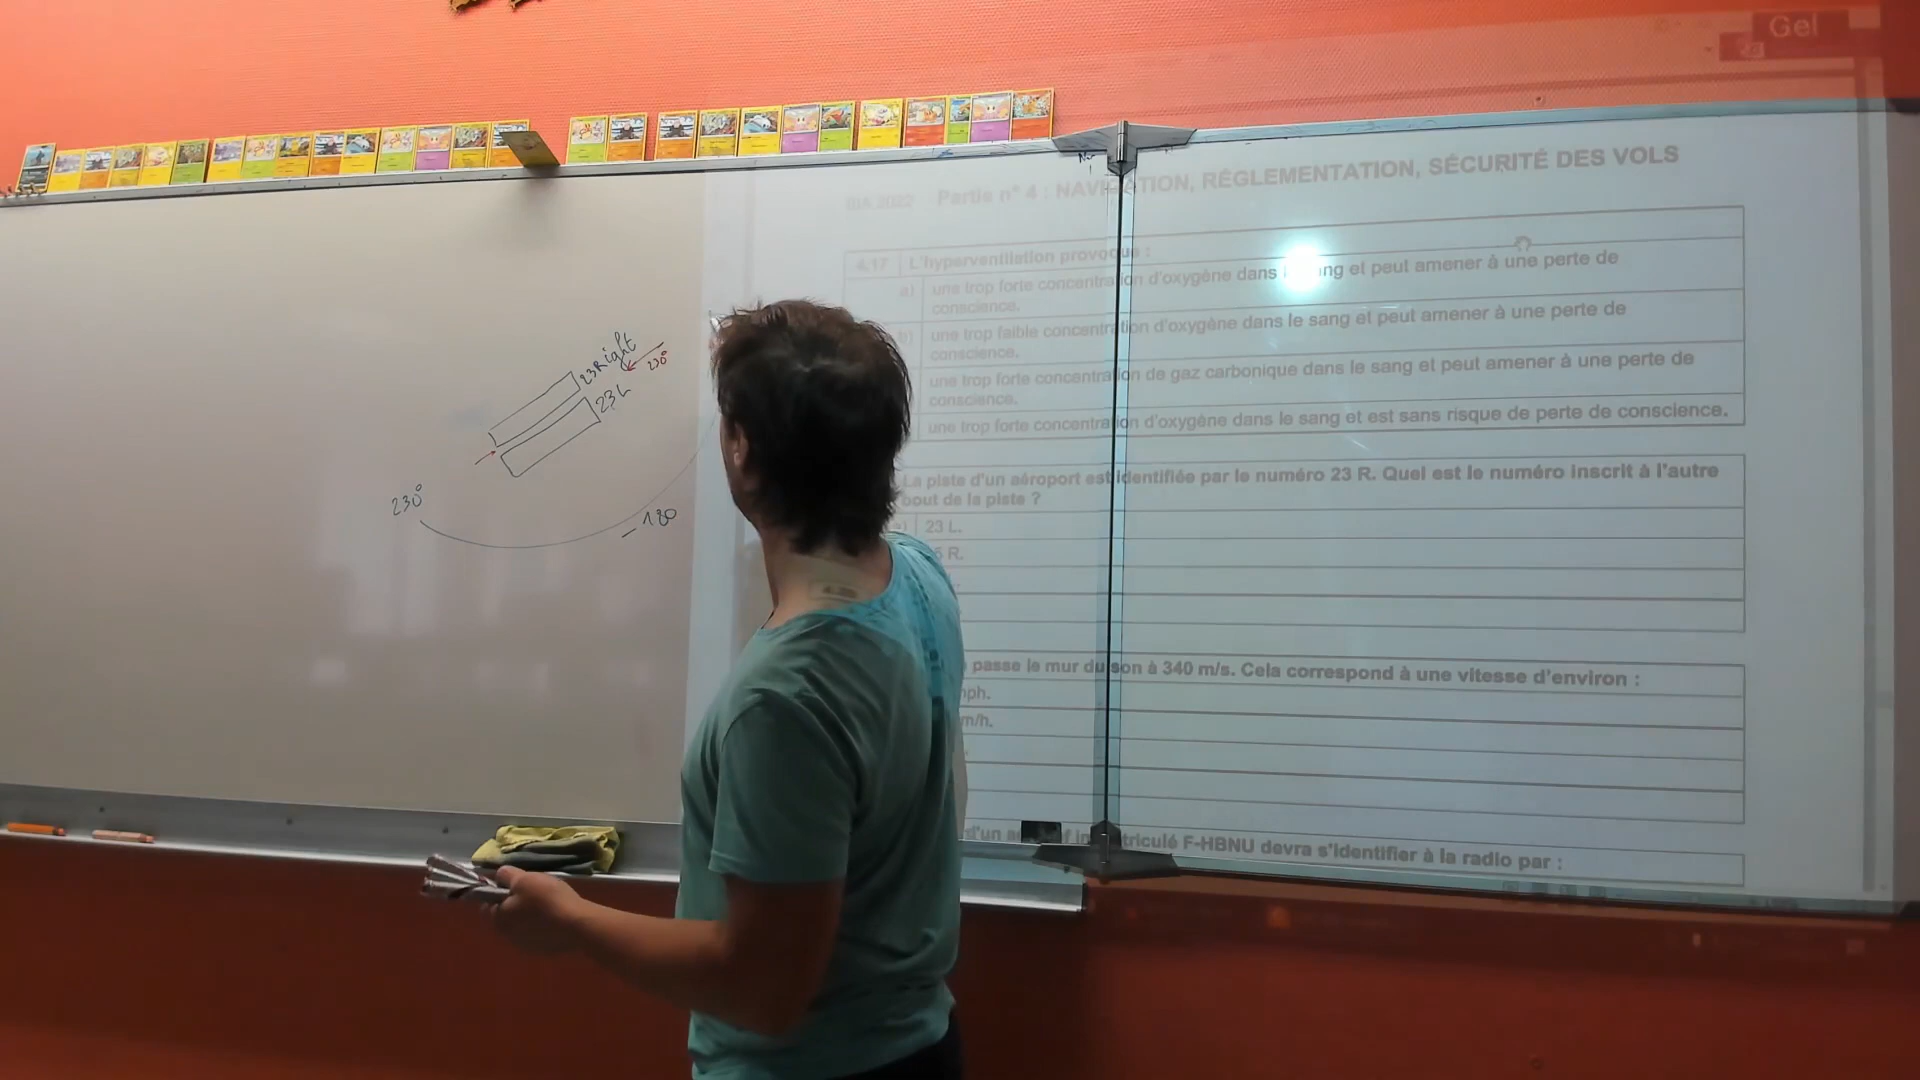 Gel
BIA 2022 Partie n° 4 : NAVIGATION, RÉGLEMENTATION, SÉCURITÉ DES VOLS
4.17 L'hyperventilation provoque :
a) une trop forte concentration d'oxygène dans le sang et peut amener à une perte de
conscience.
b) une trop faible concentration d'oxygène dans le sang et peut amener à une perte de
conscience.
une trop forte concentration de gaz carbonique dans le sang et peut amener à une perte de
conscience.
une trop forte concentration d'oxygène dans le sang et est sans risque de perte de conscience.
La piste d'un aéroport est identifiée par le numéro 23 R. Quel est le numéro inscrit à l'autre
bout de la piste ?
a) 23 L.
5 R.
passe le mur du son à 340 m/s. Cela correspond à une vitesse d'environ :
mph.
m/h.
F-HBNU devra s'identifier à la radio par :
23Right
230°
23L
230°
- 180